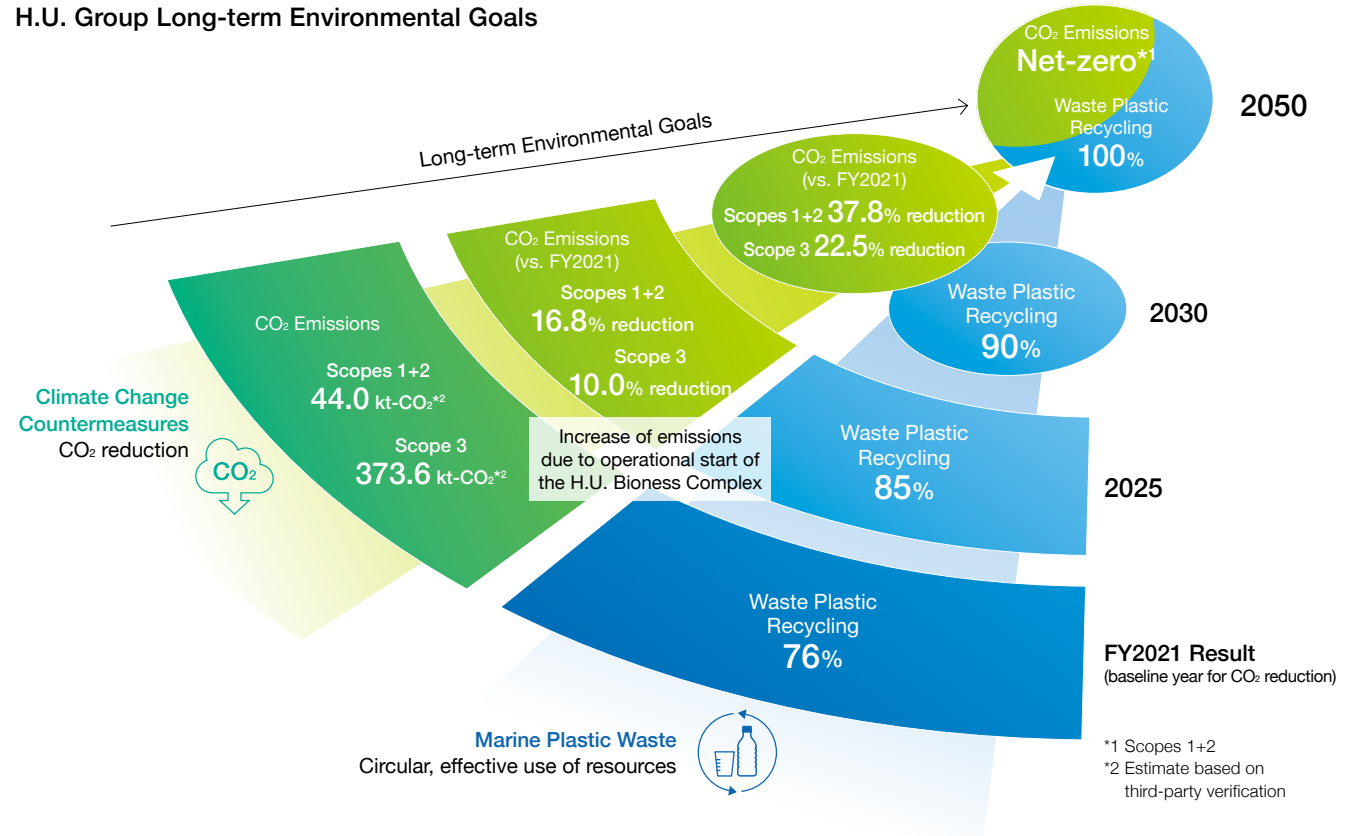 H.U. Group Long-term Environmental Goals
CO₂ Emissions
Net-zero*1
Waste Plastic
Recycling
100%
2050
Long-term Environmental Goals
CO₂ Emissions
(vs. FY2021)
Scopes 1+2 37.8% reduction
Scope 3 22.5% reduction
Waste Plastic
Recycling
90%
2030
CO₂ Emissions
(vs. FY2021)
Scopes 1+2
16.8% reduction
Scope 3
10.0% reduction
Waste Plastic
Recycling
85%
2025
Increase of emissions
due to operational start of
the H.U. Bioness Complex
CO₂ Emissions
Scopes 1+2
44.0 kt-CO₂*2
Scope 3
373.6 kt-CO₂*2
Climate Change
Countermeasures
CO₂ reduction
CO₂
Waste Plastic
Recycling
76%
FY2021 Result
(baseline year for CO₂ reduction)
Marine Plastic Waste
Circular, effective use of resources
*1 Scopes 1+2
*2 Estimate based on
third-party verification